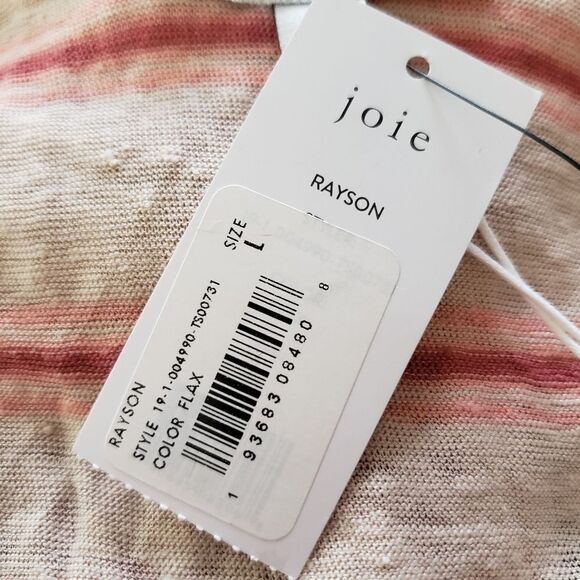 joie
RAYSON
SIZE
L
RAYSON
STYLE 19-1-004990-TS00731
COLOR FLAX
1 93683 08480 8